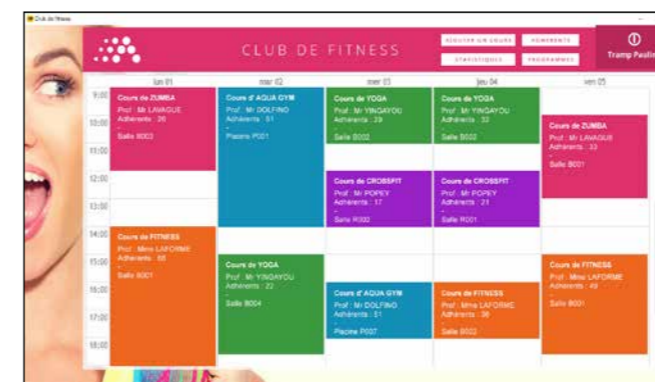 Club de fitness
CLUB DE FITNESS
AJOUTER UN COURS
ADHERENTS
STATISTIQUES
PROGRAMMES
Tramp Paulin
lun 01
mar 02
mer 03
jeu 04
ven 05
9:00
10:00
11:00
12:00
13:00
14:00
15:00
16:00
17:00
18:00
Cours de ZUMBA
Prof : Mr LAVAGUE
Adhérents : 26
-
Salle B003
Cours de FITNESS
Prof : Mme LAFORME
Adhérents : 68
-
Salle B001
Cours d' AQUA GYM
Prof : Mr DOLFINO
Adhérents : 51
-
Piscine P001
Cours de YOGA
Prof : Mr YINGAYOU
Adhérents : 22
-
Salle B004
Cours de YOGA
Prof : Mr YINGAYOU
Adhérents : 29
-
Salle B002
Cours de CROSSFIT
Prof : Mr POPEY
Adhérents : 17
-
Salle R002
Cours d' AQUA GYM
Prof : Mr DOLFINO
Adhérents : 51
-
Piscine P007
Cours de YOGA
Prof : Mr YINGAYOU
Adhérents : 32
-
Salle B002
Cours de CROSSFIT
Prof : Mr POPEY
Adhérents : 21
-
Salle R001
Cours de FITNESS
Prof : Mme LAFORME
Adhérents : 38
-
Salle B002
Cours de ZUMBA
Prof : Mr LAVAGUE
Adhérents : 33
-
Salle B001
Cours de FITNESS
Prof : Mme LAFORME
Adhérents : 49
-
Salle B001